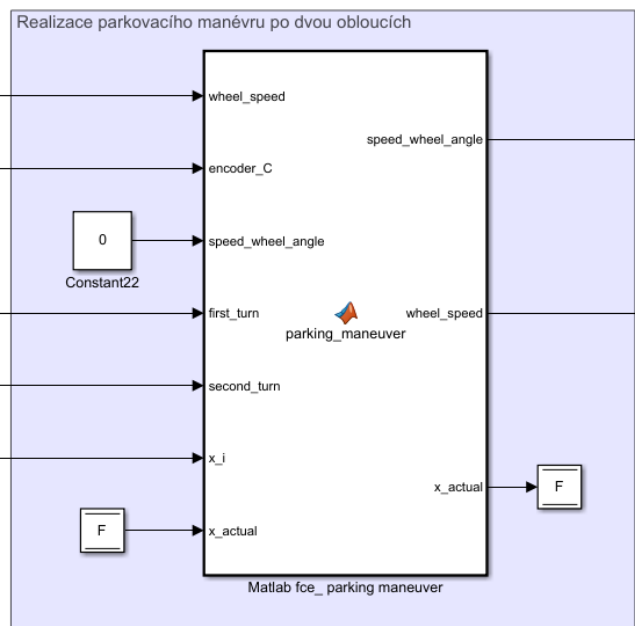 Realizace parkovacího manévru po dvou obloucích
wheel_speed
speed_wheel_angle
encoder_C
0
speed_wheel_angle
Constant22
first_turn
wheel_speed
parking_maneuver
second_turn
x_i
x_actual
F
F
x_actual
Matlab fce_ parking maneuver